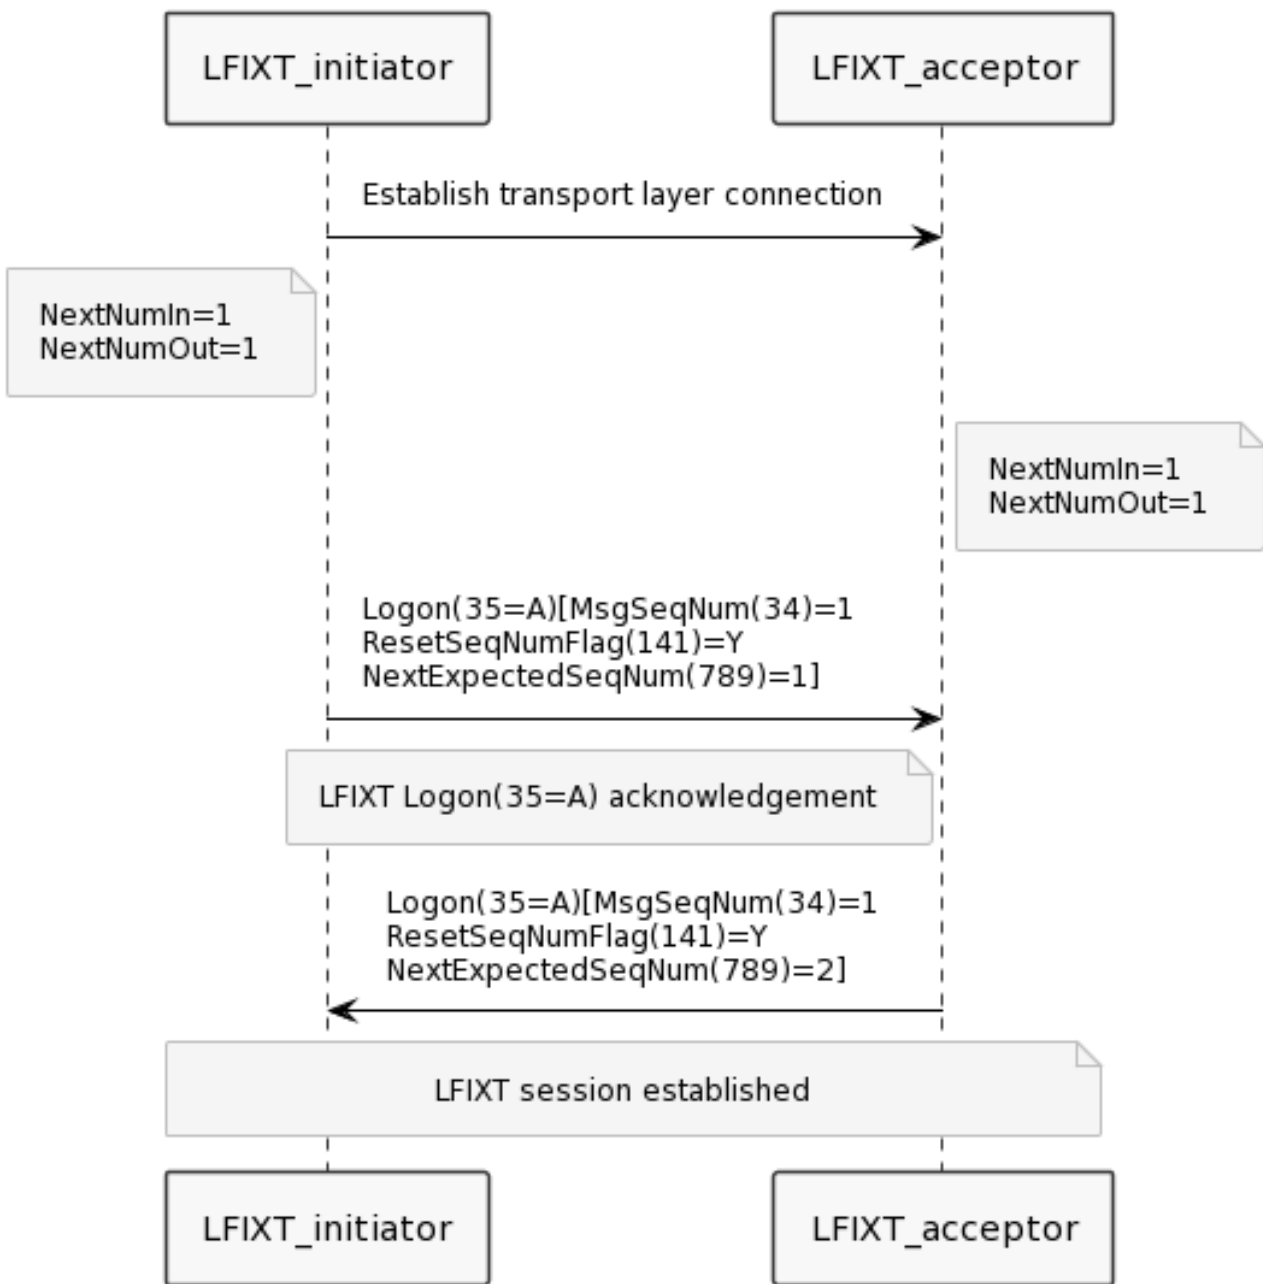 LFIXT_initiator
LFIXT_acceptor
Establish transport layer connection
NextNumIn=1
NextNumOut=1
NextNumIn=1
NextNumOut=1
Logon(35=A)[MsgSeqNum(34)=1
ResetSeqNumFlag(141)=Y
NextExpectedSeqNum(789)=1]
LFIXT Logon(35=A) acknowledgement
Logon(35=A)[MsgSeqNum(34)=1
ResetSeqNumFlag(141)=Y
NextExpectedSeqNum(789)=2]
LFIXT session established
LFIXT_initiator
LFIXT_acceptor